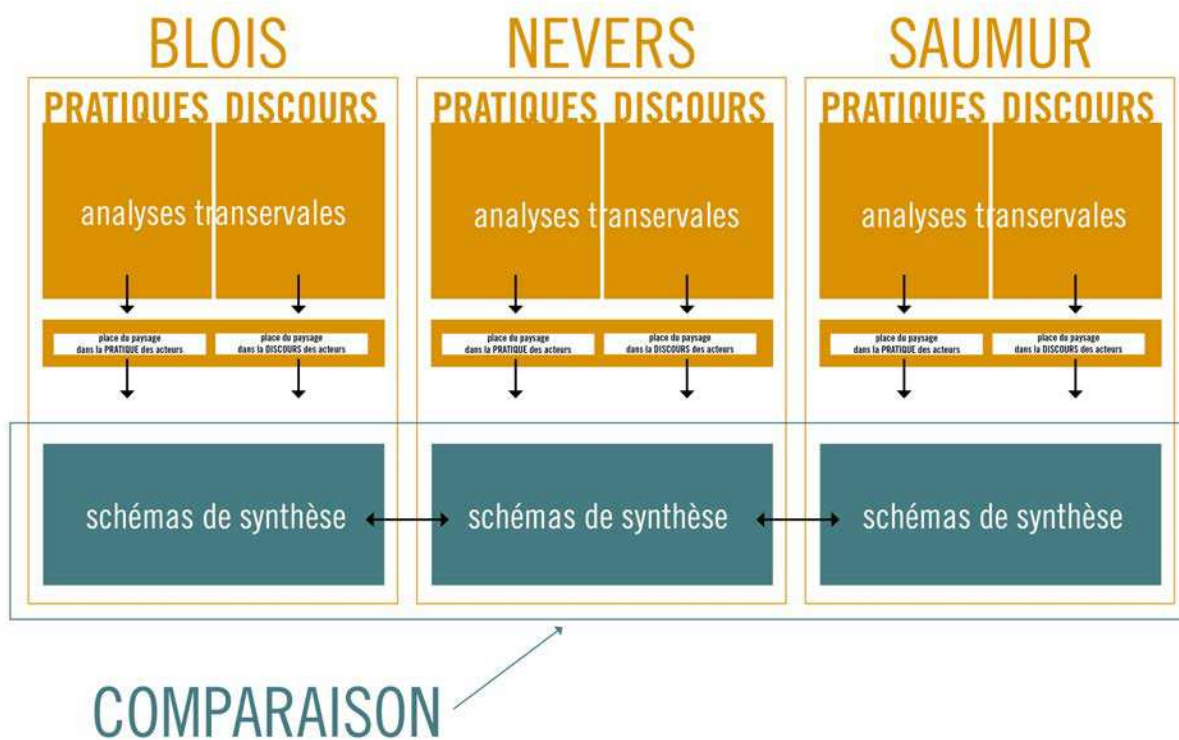 BLOIS
PRATIQUES DISCOURS
analyses transervales
place du paysage
dans la PRATIQUE des acteurs
place du paysage
dans la DISCOURS des acteurs
schémas de synthèse
NEVERS
PRATIQUES DISCOURS
analyses transervales
place du paysage
dans la PRATIQUE des acteurs
place du paysage
dans la DISCOURS des acteurs
schémas de synthèse
SAUMUR
PRATIQUES DISCOURS
analyses transervales
place du paysage
dans la PRATIQUE des acteurs
place du paysage
dans la DISCOURS des acteurs
schémas de synthèse
COMPARAISON